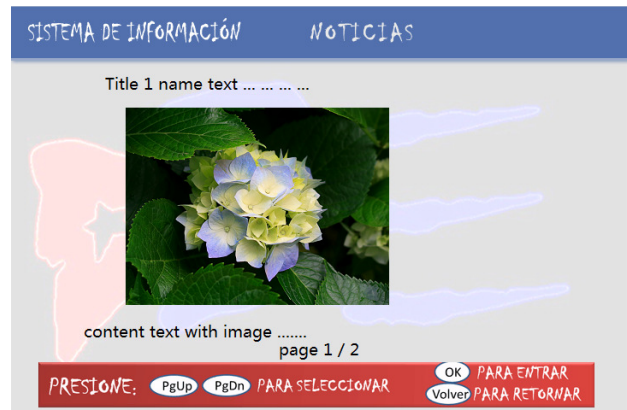 SISTEMA DE INFORMACIÓN NOTICIAS
Title 1 name text ... ... ... ...
content text with image .......
page 1 / 2
PRESIONE: PgUp PgDn PARA SELECCIONAR
OK PARA ENTRAR
Volver PARA RETORNAR